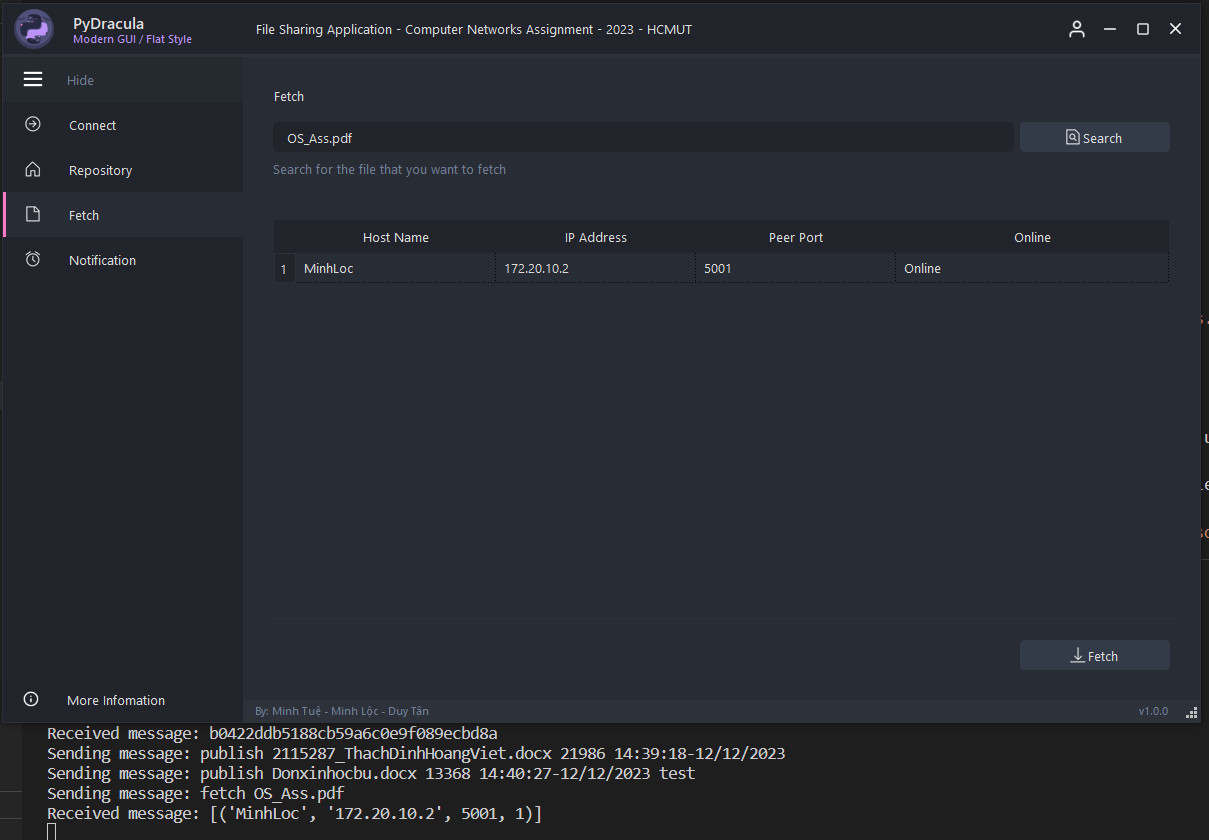 PyDracula
Modern GUI / Flat Style
File Sharing Application - Computer Networks Assignment - 2023 - HCMUT
Hide
Connect
Repository
Fetch
Notification
More Infomation
Fetch
OS_Ass.pdf
Search
Search for the file that you want to fetch
Host Name IP Address Peer Port Online
1 MinhLoc 172.20.10.2 5001 Online
Fetch
By: Minh Tuệ - Minh Lộc - Duy Tân
v1.0.0
Received message: b0422ddb5188cb59a6c0e9f089ecbd8a
Sending message: publish 2115287_ThachDinhHoangViet.docx 21986 14:39:18-12/12/2023
Sending message: publish Donxinhocbu.docx 13368 14:40:27-12/12/2023 test
Sending message: fetch OS_Ass.pdf
Received message: [('MinhLoc', '172.20.10.2', 5001, 1)]